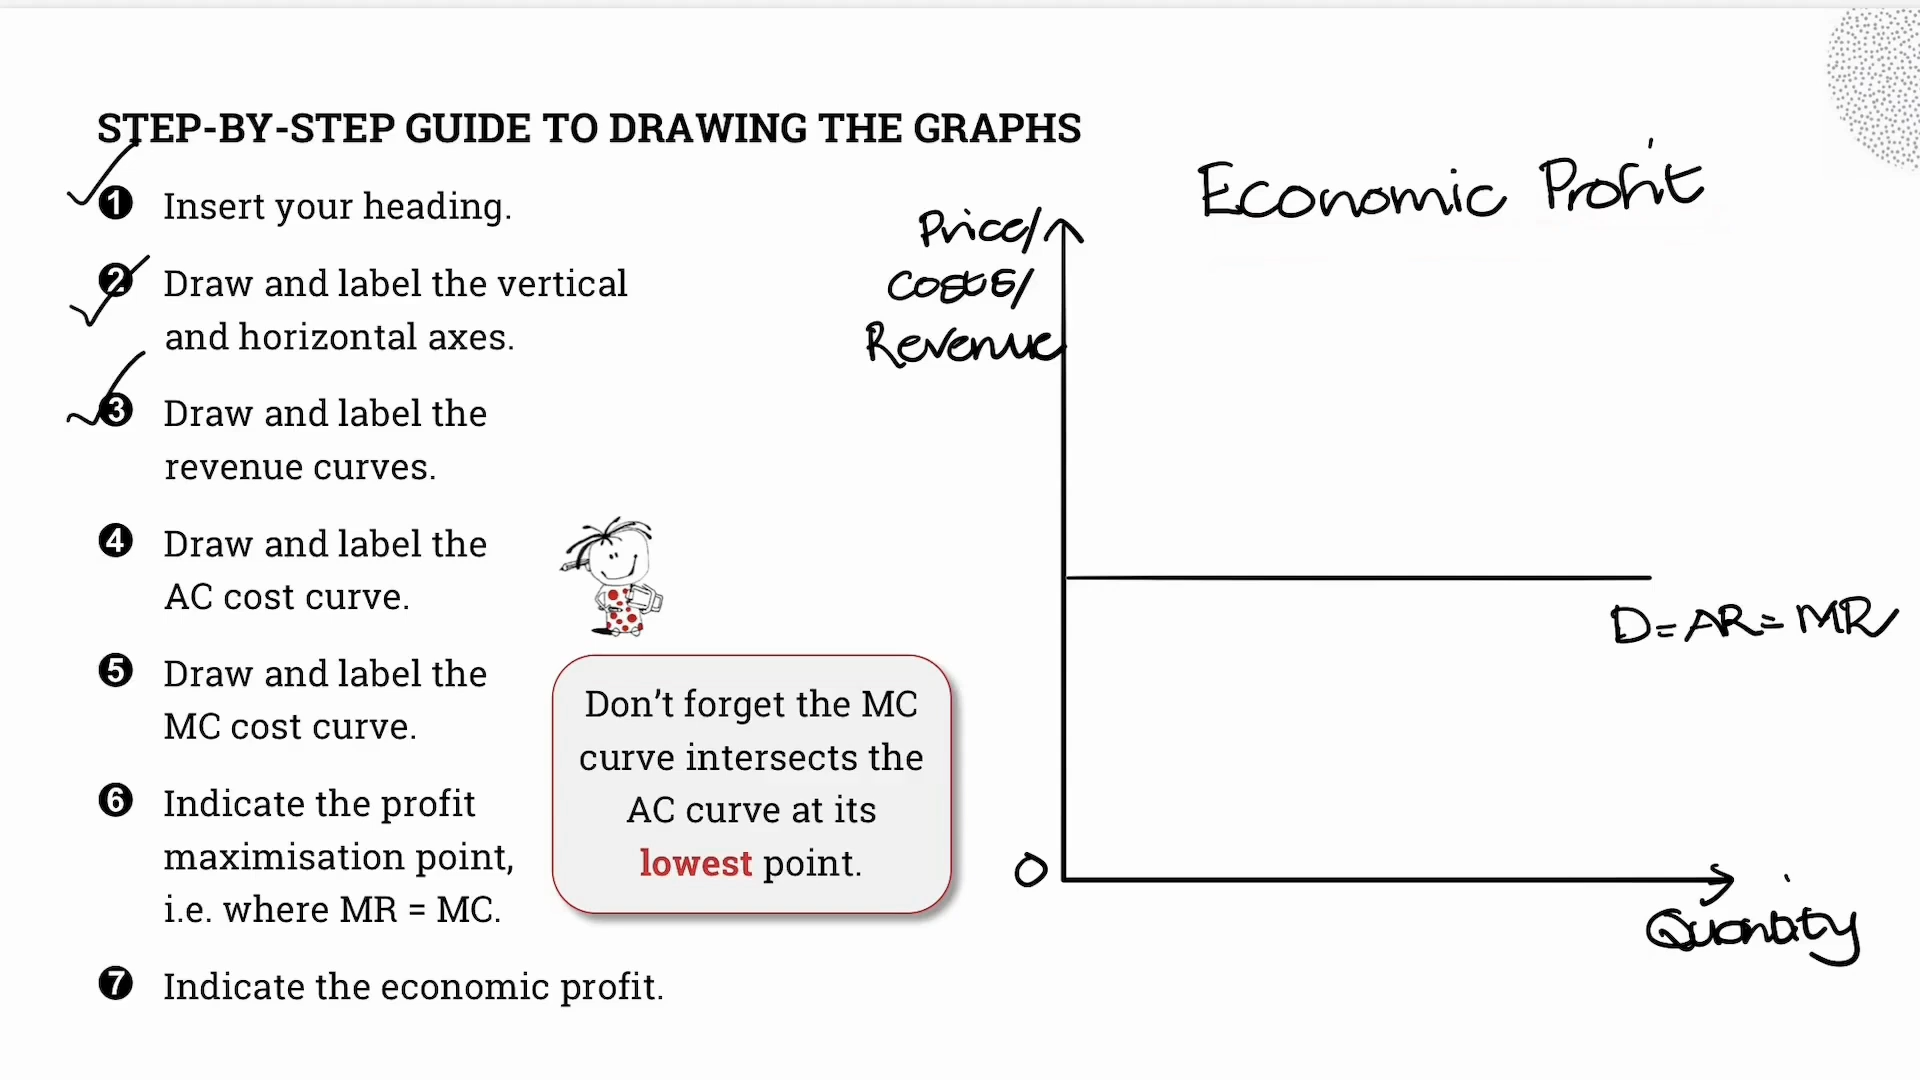 STEP-BY-STEP GUIDE TO DRAWING THE GRAPHS
1 Insert your heading.
2 Draw and label the vertical
and horizontal axes.
3 Draw and label the
revenue curves.
4 Draw and label the
AC cost curve.
5 Draw and label the
MC cost curve.
6 Indicate the profit
maximisation point,
i.e. where MR = MC.
7 Indicate the economic profit.
Don't forget the MC
curve intersects the
AC curve at its
lowest point.
Economic Profit
Price/
Costs/
Revenue
D=AR=MR
0
Quantity